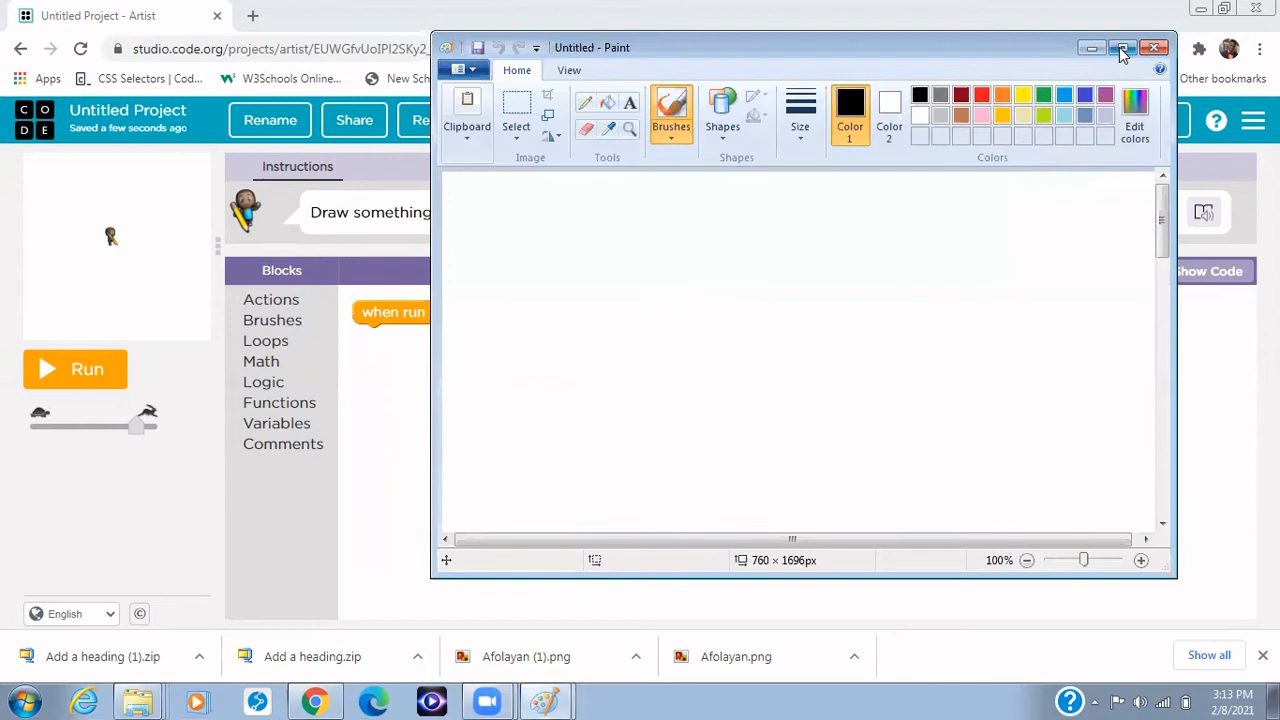 Untitled Project - Artist
studio.code.org/projects/artist/EUWGfvUoIPl2SKy2_
Apps
CSS Selectors | Cod...
W3Schools Online...
New Sch
Other bookmarks
CO
DE
Untitled Project
Saved a few seconds ago
Rename
Share
Re
?
Instructions
Draw something
Blocks
Show Code
Actions
Brushes
Loops
Math
Logic
Functions
Variables
Comments
when run
Run
English
©
Untitled - Paint
Home
View
Clipboard
Select
Image
A
Tools
Brushes
Shapes
Shapes
Size
Color
1
Color
2
Edit
colors
Colors
760 × 1696px
100%
Add a heading (1).zip
Add a heading.zip
Afolayan (1).png
Afolayan.png
Show all
3:13 PM
2/8/2021